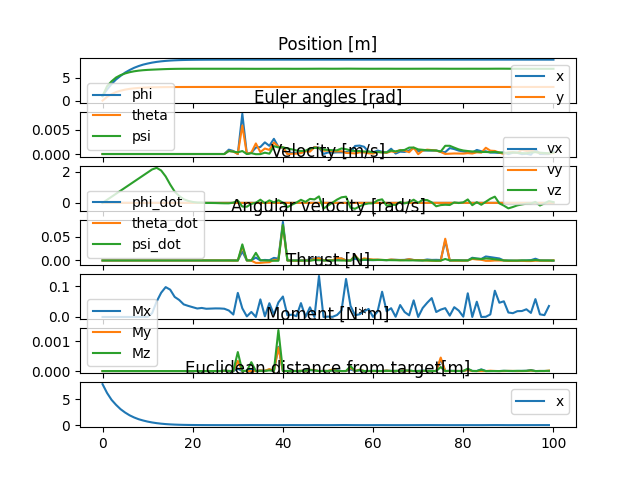 Position [m]
5
0
x
y
phi
theta
psi
Euler angles [rad]
0.005
0.000
Velocity [m/s]
2
0
vx
vy
vz
phi_dot
theta_dot
psi_dot
Angular velocity [rad/s]
0.05
0.00
Thrust [N]
0.1
0.0
Mx
My
Mz
Moment [N*m]
0.001
0.000
Euclidean distance from target[m]
5
0
x
0 20 40 60 80 100